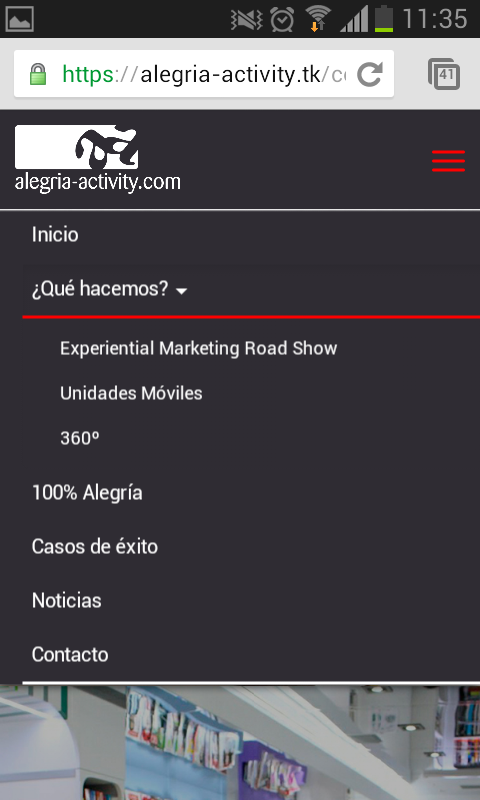 11:35
https://alegria-activity.tk/c
41
alegria-activity.com
Inicio
¿Qué hacemos?
Experiential Marketing Road Show
Unidades Móviles
360º
100% Alegría
Casos de éxito
Noticias
Contacto